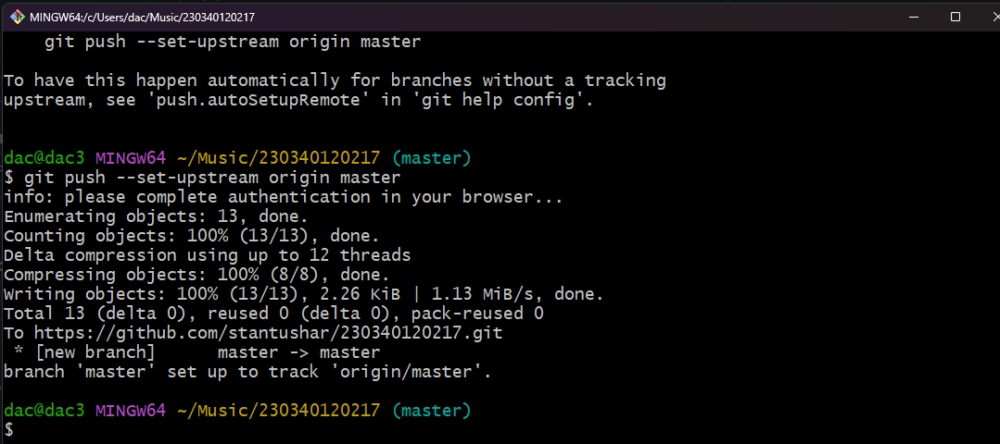 MINGW64:/c/Users/dac/Music/230340120217
    git push --set-upstream origin master
To have this happen automatically for branches without a tracking
upstream, see 'push.autoSetupRemote' in 'git help config'.
dac@dac3 MINGW64 ~/Music/230340120217 (master)
$ git push --set-upstream origin master
info: please complete authentication in your browser...
Enumerating objects: 13, done.
Counting objects: 100% (13/13), done.
Delta compression using up to 12 threads
Compressing objects: 100% (8/8), done.
Writing objects: 100% (13/13), 2.26 KiB | 1.13 MiB/s, done.
Total 13 (delta 0), reused 0 (delta 0), pack-reused 0
To https://github.com/stantushar/230340120217.git
 * [new branch]      master -> master
branch 'master' set up to track 'origin/master'.
dac@dac3 MINGW64 ~/Music/230340120217 (master)
$